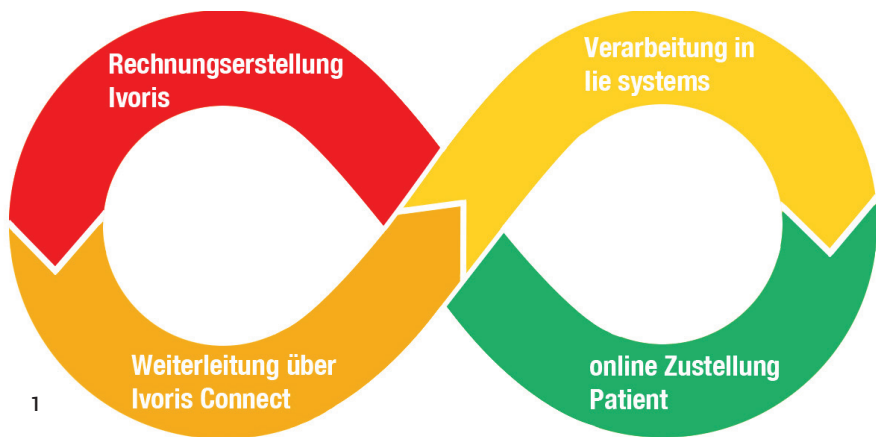 Rechnungserstellung
Ivoris
Weiterleitung über
Ivoris Connect
Verarbeitung in
lie systems
online Zustellung
Patient
1